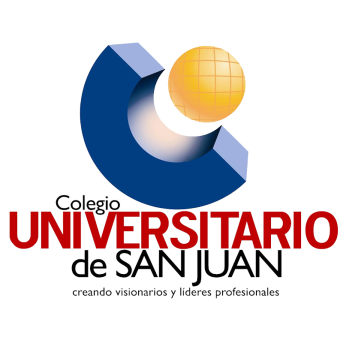 Colegio
UNIVERSITARIO
de SAN JUAN
creando visionarios y líderes profesionales